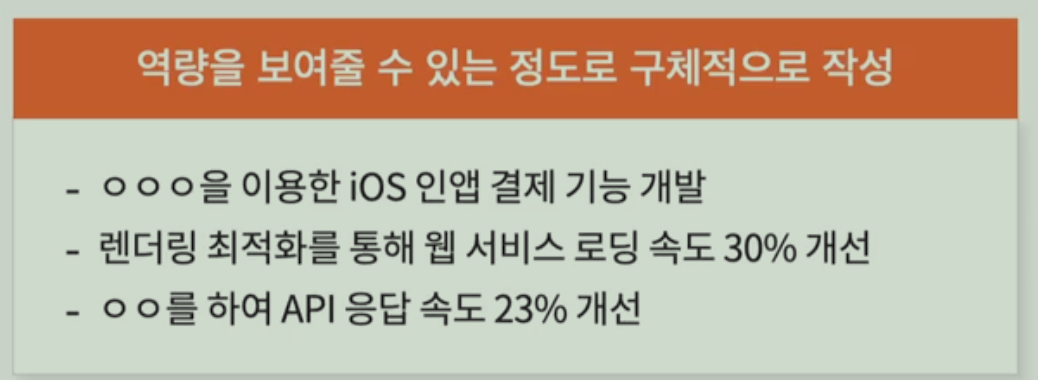 역량을 보여줄 수 있는 정도로 구체적으로 작성
- ㅇㅇㅇ을 이용한 iOS 인앱 결제 기능 개발
- 렌더링 최적화를 통해 웹 서비스 로딩 속도 30% 개선
- ㅇㅇ를 하여 API 응답 속도 23% 개선